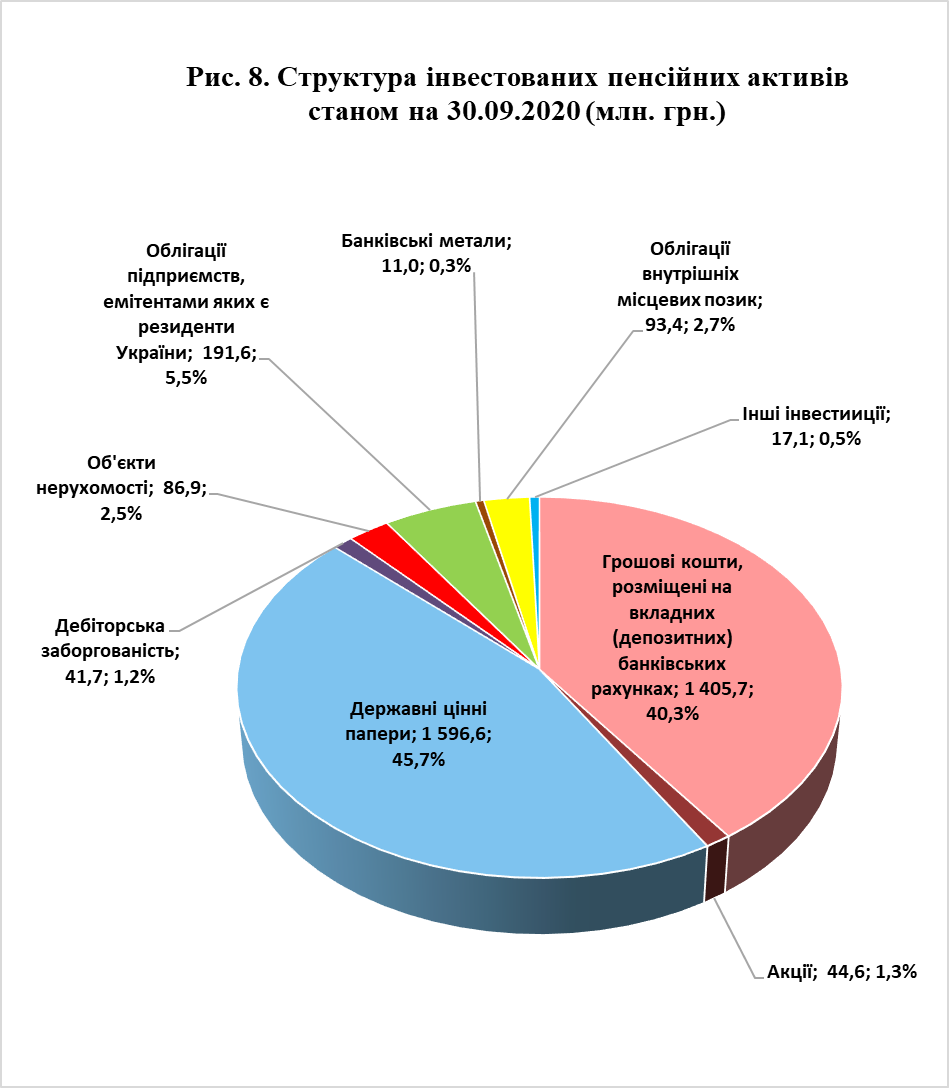 Рис. 8. Структура інвестованих пенсійних активів
станом на 30.09.2020 (млн. грн.)
Облігації
підприємств,
емітентами яких є
резиденти
України;  191,6;
5,5%
Банківські метали;
11,0; 0,3%
Облігації
внутрішніх
місцевих позик;
93,4; 2,7%
Інші інвестииції;
17,1; 0,5%
Об'єкти
нерухомості;  86,9;
2,5%
Грошові кошти,
розміщені на
вкладних
(депозитних)
банківських
рахунках; 1 405,7;
40,3%
Дебіторська
заборгованість;
41,7; 1,2%
Державні цінні
папери; 1 596,6;
45,7%
Акції;  44,6; 1,3%